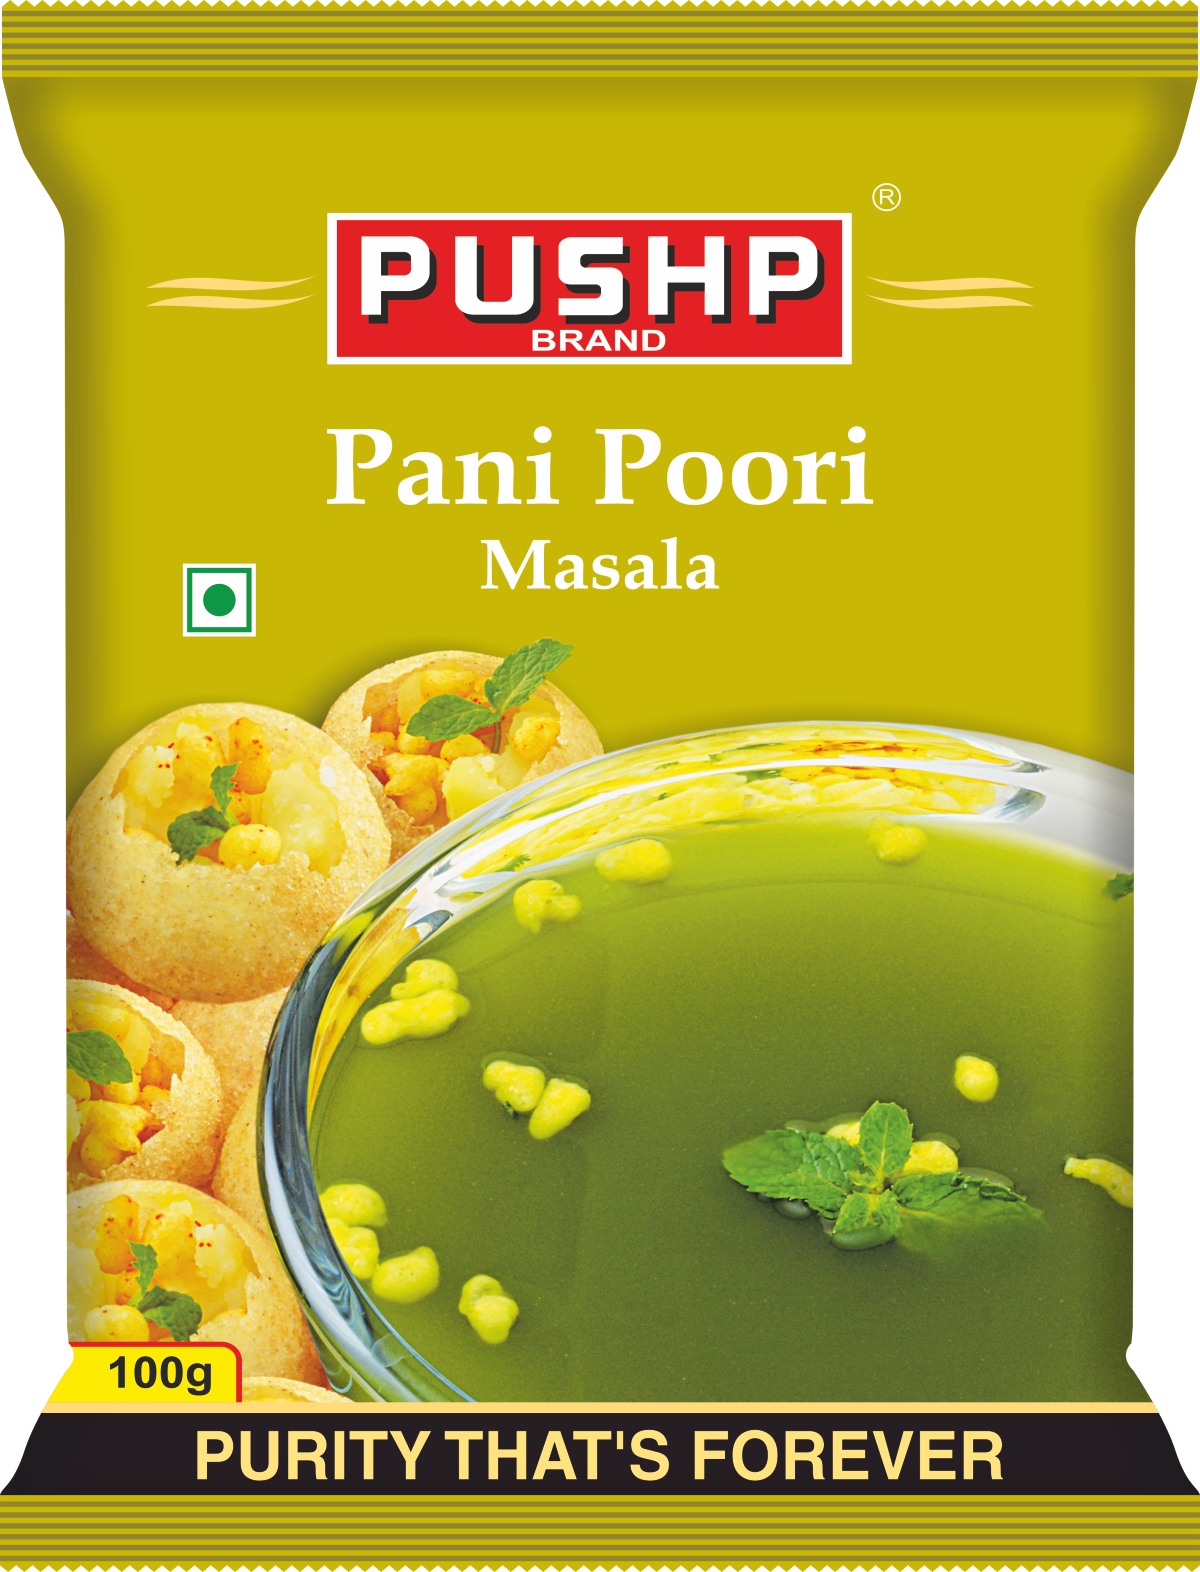 ®
PUSHP
BRAND
Pani Poori
Masala
100g
PURITY THAT'S FOREVER